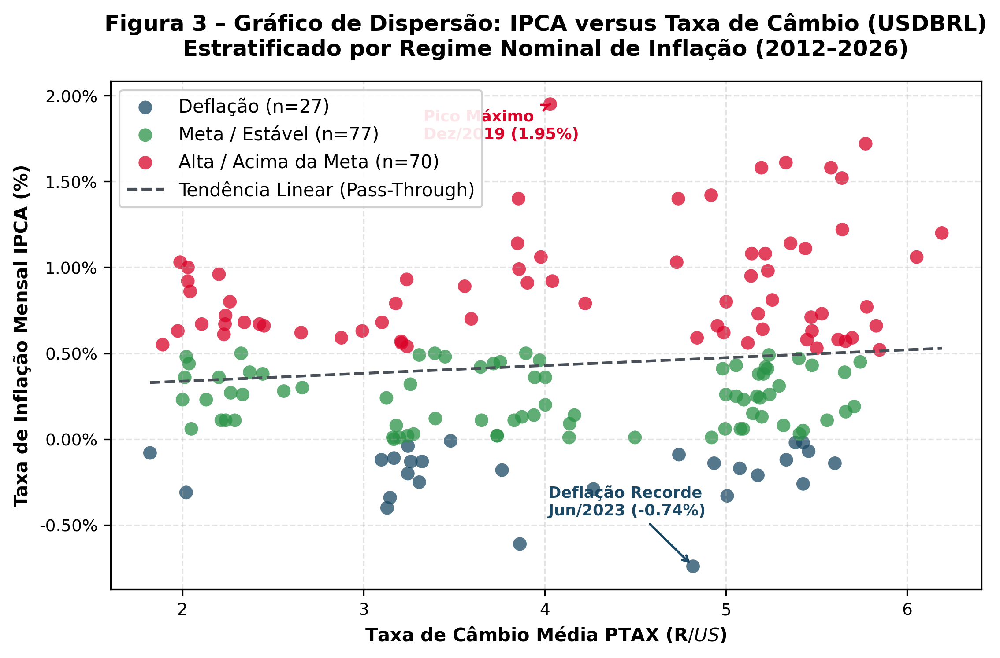 Figura 3 – Gráfico de Dispersão: IPCA versus Taxa de Câmbio (USDBRL)
Estratificado por Regime Nominal de Inflação (2012–2026)
Taxa de Inflação Mensal IPCA (%)
2.00%
1.50%
1.00%
0.50%
0.00%
-0.50%
Deflação (n=27)
Meta / Estável (n=77)
Alta / Acima da Meta (n=70)
Tendência Linear (Pass-Through)
Pico Máximo
Dez/2019 (1.95%)
Deflação Recorde
Jun/2023 (-0.74%)
2
3
4
5
6
Taxa de Câmbio Média PTAX (R/US)